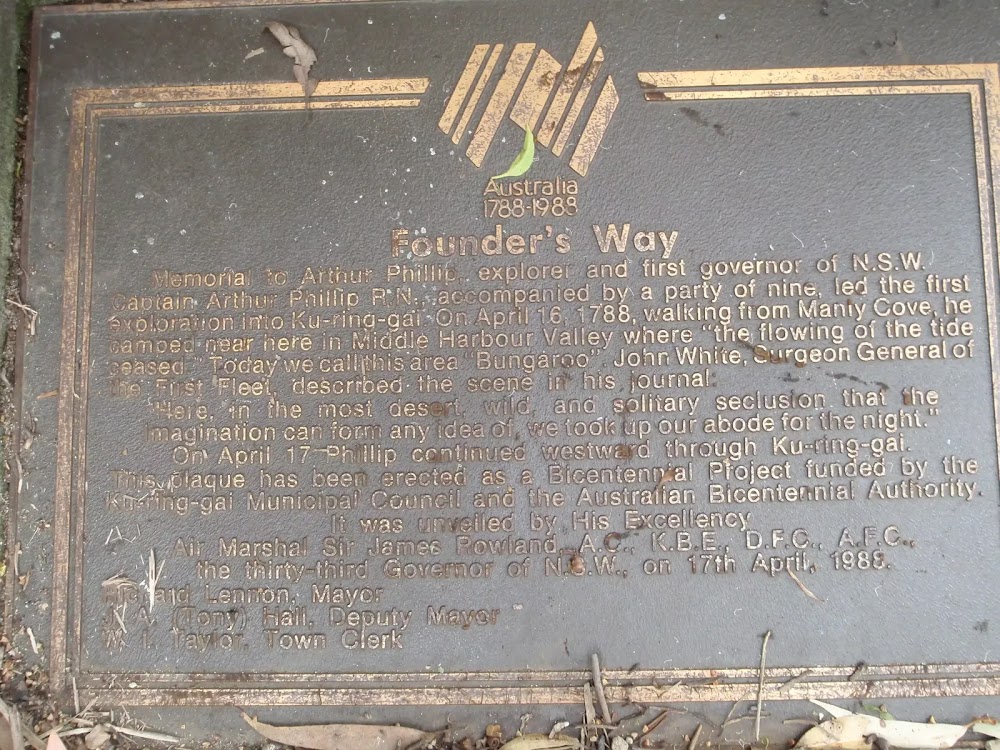 Australia
1788-1988
Founder's Way
Memorial to Arthur Phillip, explorer and first governor of N.S.W.
Captain Arthur Phillip R.N., accompanied by a party of nine, led the first
exploration into Ku-ring-gai. On April 16, 1788, walking from Manly Cove, he
camped near here in Middle Harbour Valley where "the flowing of the tide
ceased." Today we call this area "Bungaroo". John White, Surgeon General of
the First Fleet, described the scene in his journal:
"Here, in the most desert, wild, and solitary seclusion that the
imagination can form any idea of, we took up our abode for the night."
On April 17 Phillip continued westward through Ku-ring-gai.
This plaque has been erected as a Bicentennial Project funded by the
Ku-ring-gai Municipal Council and the Australian Bicentennial Authority.
It was unveiled by His Excellency
Air Marshal Sir James Rowland, A.C., K.B.E., D.F.C., A.F.C.,
the thirty-third Governor of N.S.W., on 17th April, 1988.
Richard Lennon, Mayor
J. A. (Tony) Hall, Deputy Mayor
W. I. Taylor, Town Clerk